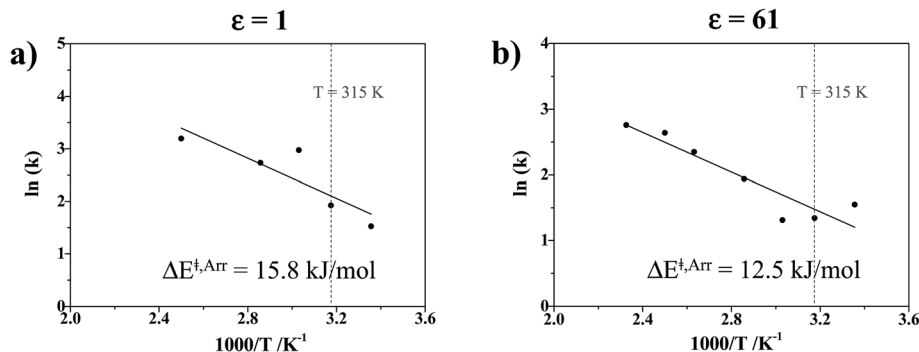 ε = 1
a)
5
4
3
2
1
0
ln (k)
T = 315 K
ΔE‡,Arr = 15.8 kJ/mol
2.0 2.4 2.8 3.2 3.6
1000/T /K-1
ε = 61
b)
4
3
2
1
0
ln (k)
T = 315 K
ΔE‡,Arr = 12.5 kJ/mol
2.0 2.4 2.8 3.2 3.6
1000/T /K-1